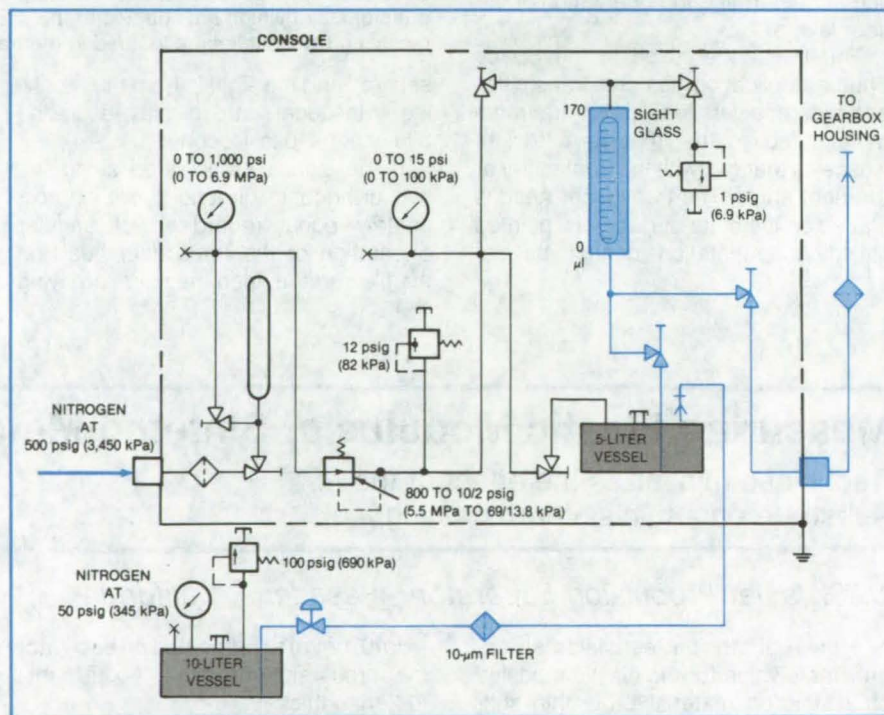 CONSOLE
0 TO 1,000 psi
(0 TO 6.9 MPa)
0 TO 15 psi
(0 TO 100 kPa)
170
SIGHT
GLASS
TO
GEARBOX
HOUSING
1 psig
(6.9 kPa)
0
µl
12 psig
(82 kPa)
NITROGEN
AT
500 psig (3,450 kPa)
5-LITER
VESSEL
800 TO 10/2 psig
(5.5 MPa TO 69/13.8 kPa)
100 psig (690 kPa)
NITROGEN
AT
50 psig (345 kPa)
10-LITER
VESSEL
10-µm FILTER